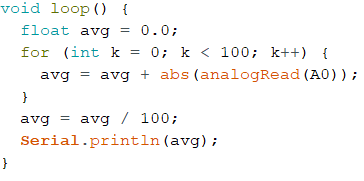 void loop() {
  float avg = 0.0;
  for (int k = 0; k < 100; k++) {
    avg = avg + abs(analogRead(A0));
  }
  avg = avg / 100;
  Serial.println(avg);
}